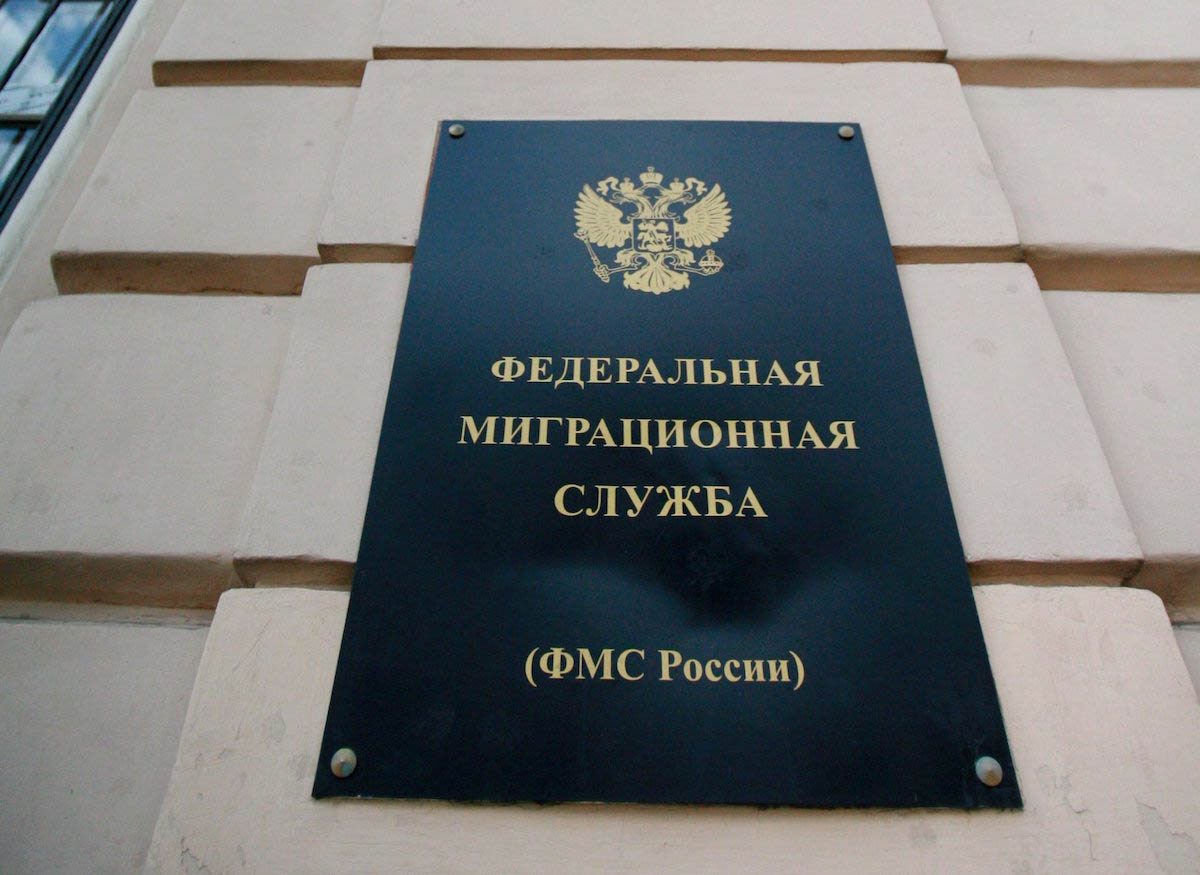 ФЕДЕРАЛЬНАЯ
МИГРАЦИОННАЯ
СЛУЖБА
(ФМС России)